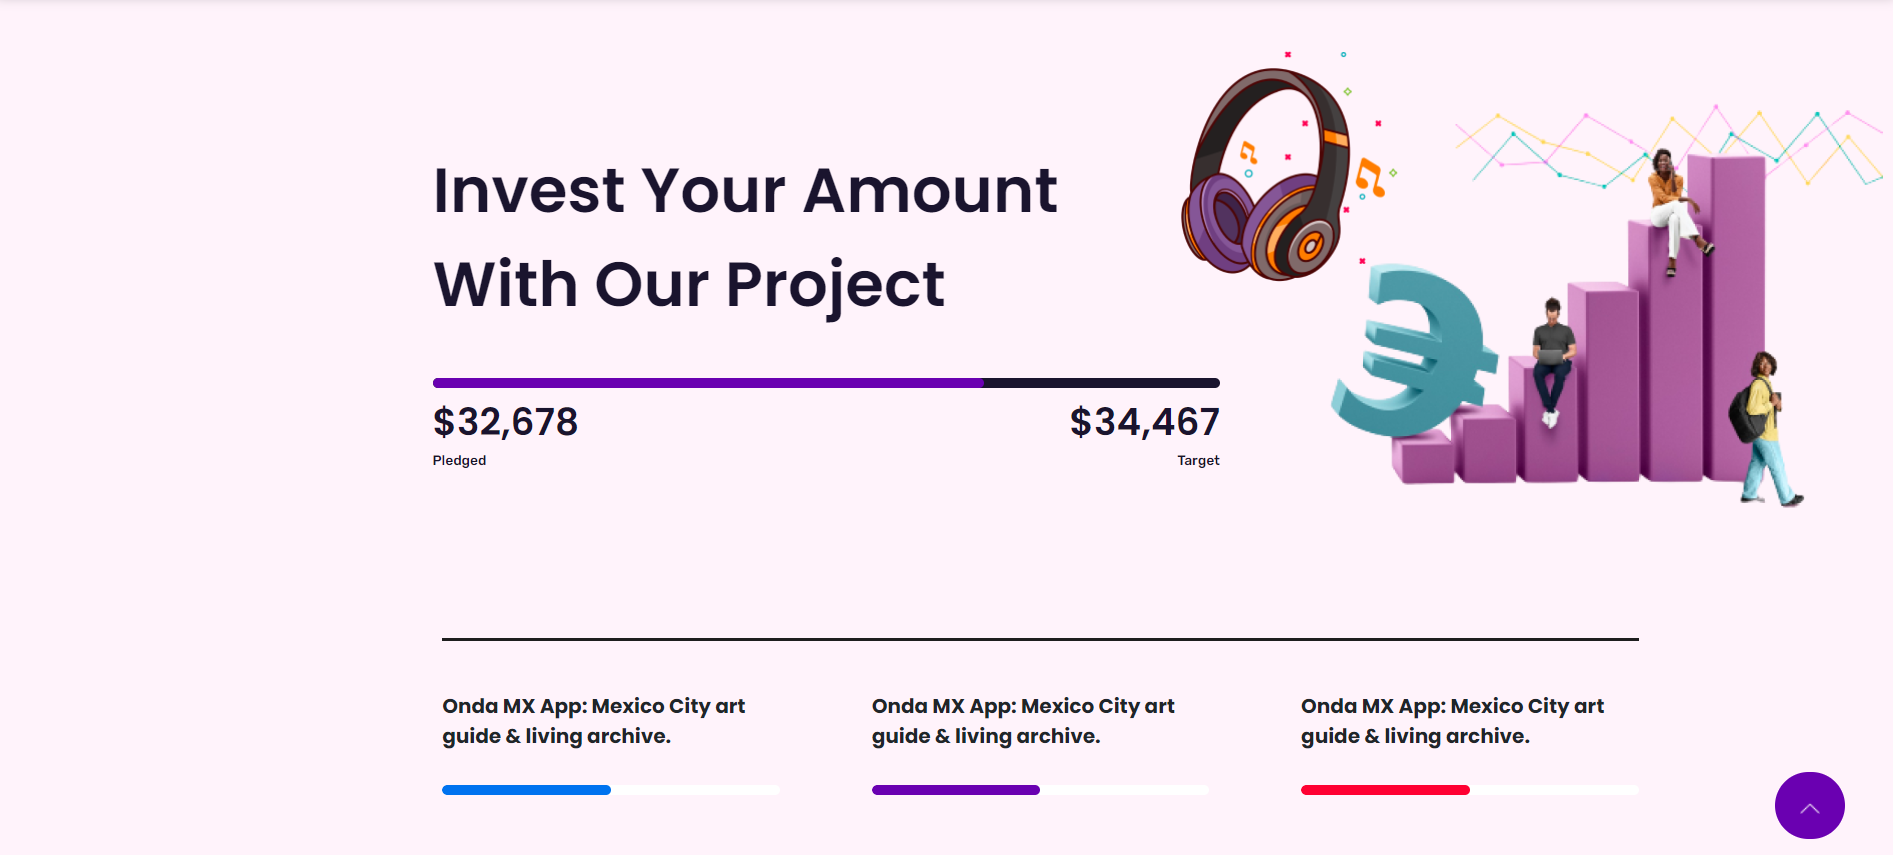 Invest Your Amount
With Our Project
$32,678
$34,467
Pledged
Target
Onda MX App: Mexico City art
guide & living archive.
Onda MX App: Mexico City art
guide & living archive.
Onda MX App: Mexico City art
guide & living archive.